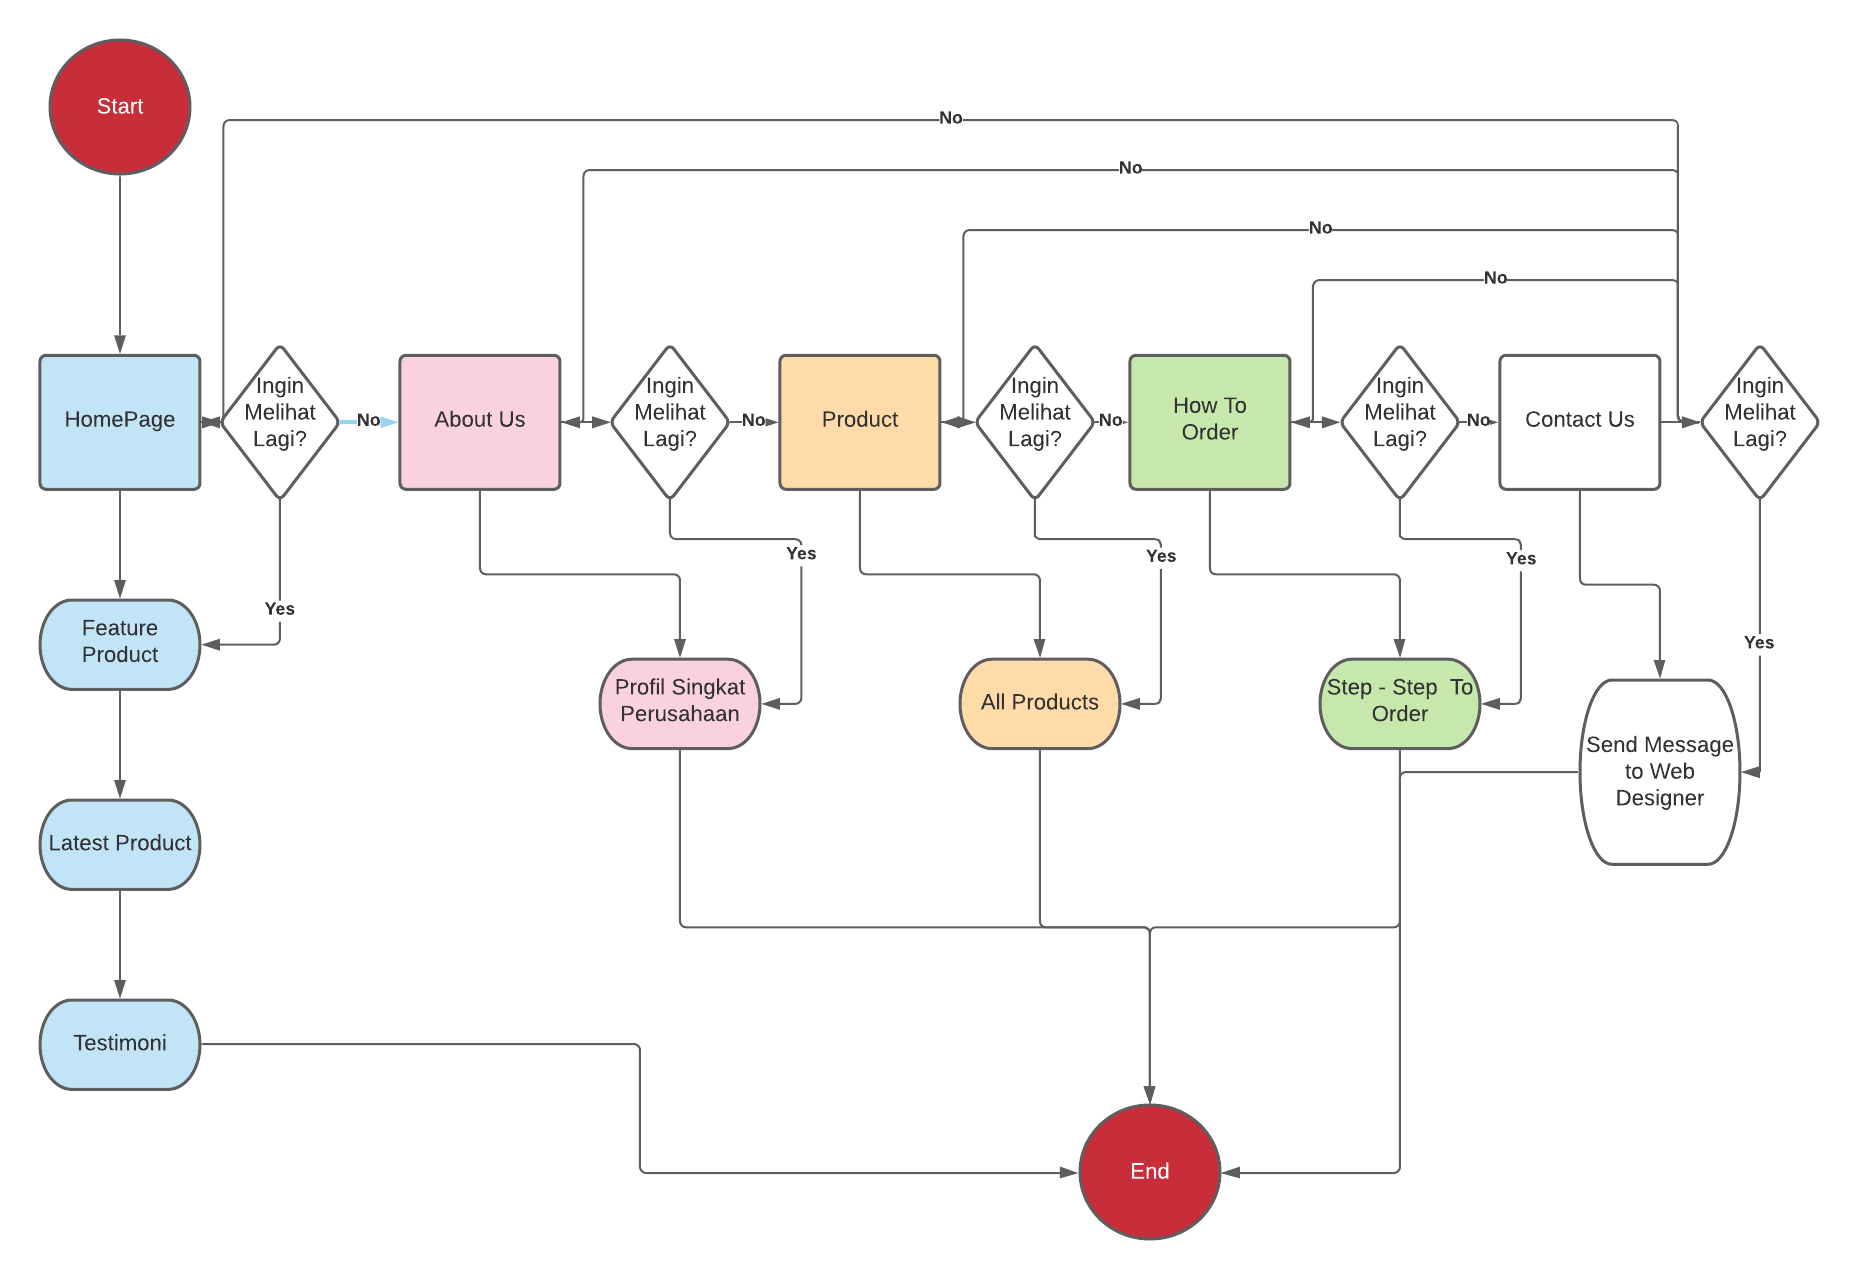 Start
No
No
No
No
HomePage
Ingin
Melihat
Lagi?
No
About Us
Ingin
Melihat
Lagi?
No
Product
Ingin
Melihat
Lagi?
No
How To
Order
Ingin
Melihat
Lagi?
No
Contact Us
Ingin
Melihat
Lagi?
Yes
Yes
Yes
Yes
Yes
Feature
Product
Profil Singkat
Perusahaan
All Products
Step - Step  To
Order
Send Message
to Web
Designer
Latest Product
Testimoni
End